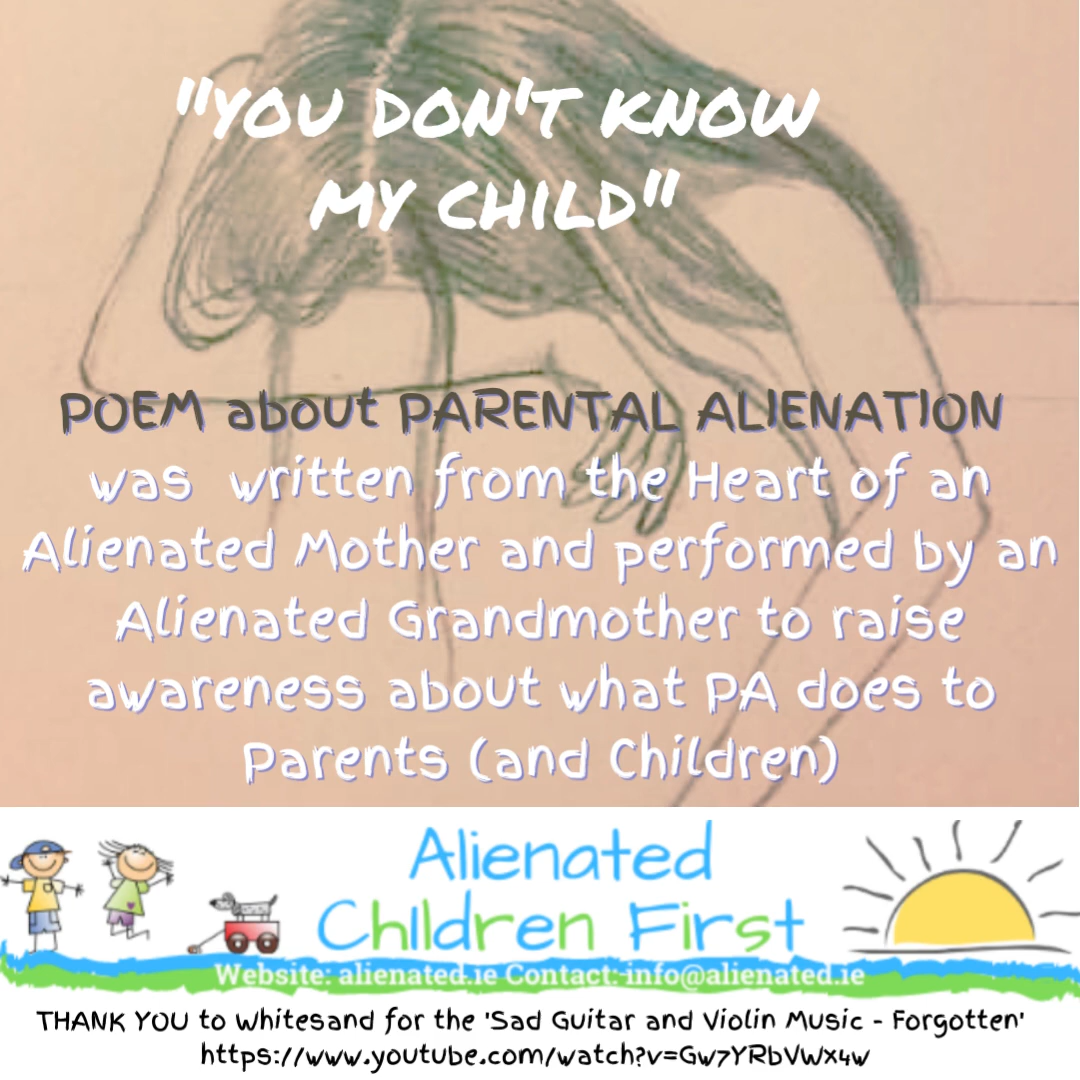 "YOU DON'T KNOW
MY CHILD"
POEM about PARENTAL ALIENATION
was written from the Heart of an
Alienated Mother and performed by an
Alienated Grandmother to raise
awareness about what PA does to
Parents (and Children)
Alienated
Children First
Website: alienated.ie Contact: info@alienated.ie
THANK YOU to Whitesand for the 'Sad Guitar and Violin Music - Forgotten'
https://www.youtube.com/watch?v=Gw7YRbVWx4w